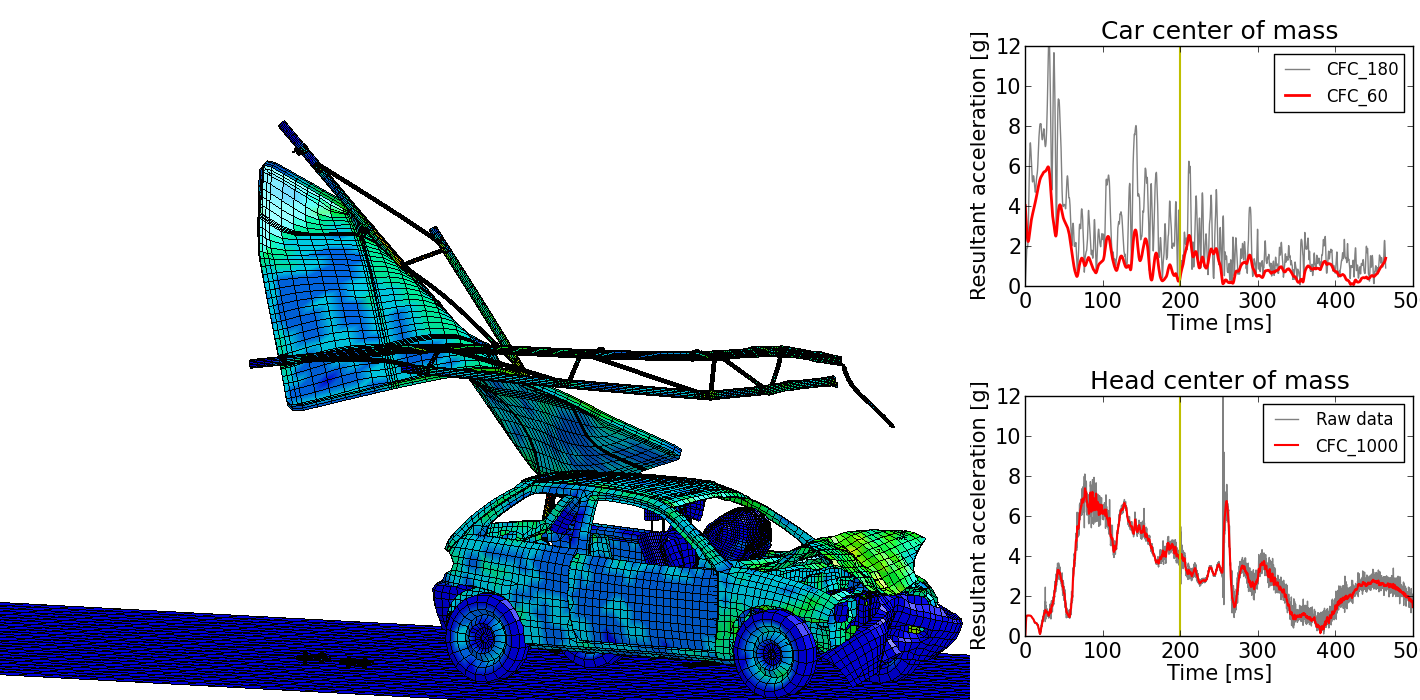 Car center of mass
Resultant acceleration [g]
12
10
8
6
4
2
0
CFC_180
CFC_60
0 100 200 300 400 50
Time [ms]
Head center of mass
Resultant acceleration [g]
12
10
8
6
4
2
0
Raw data
CFC_1000
0 100 200 300 400 50
Time [ms]